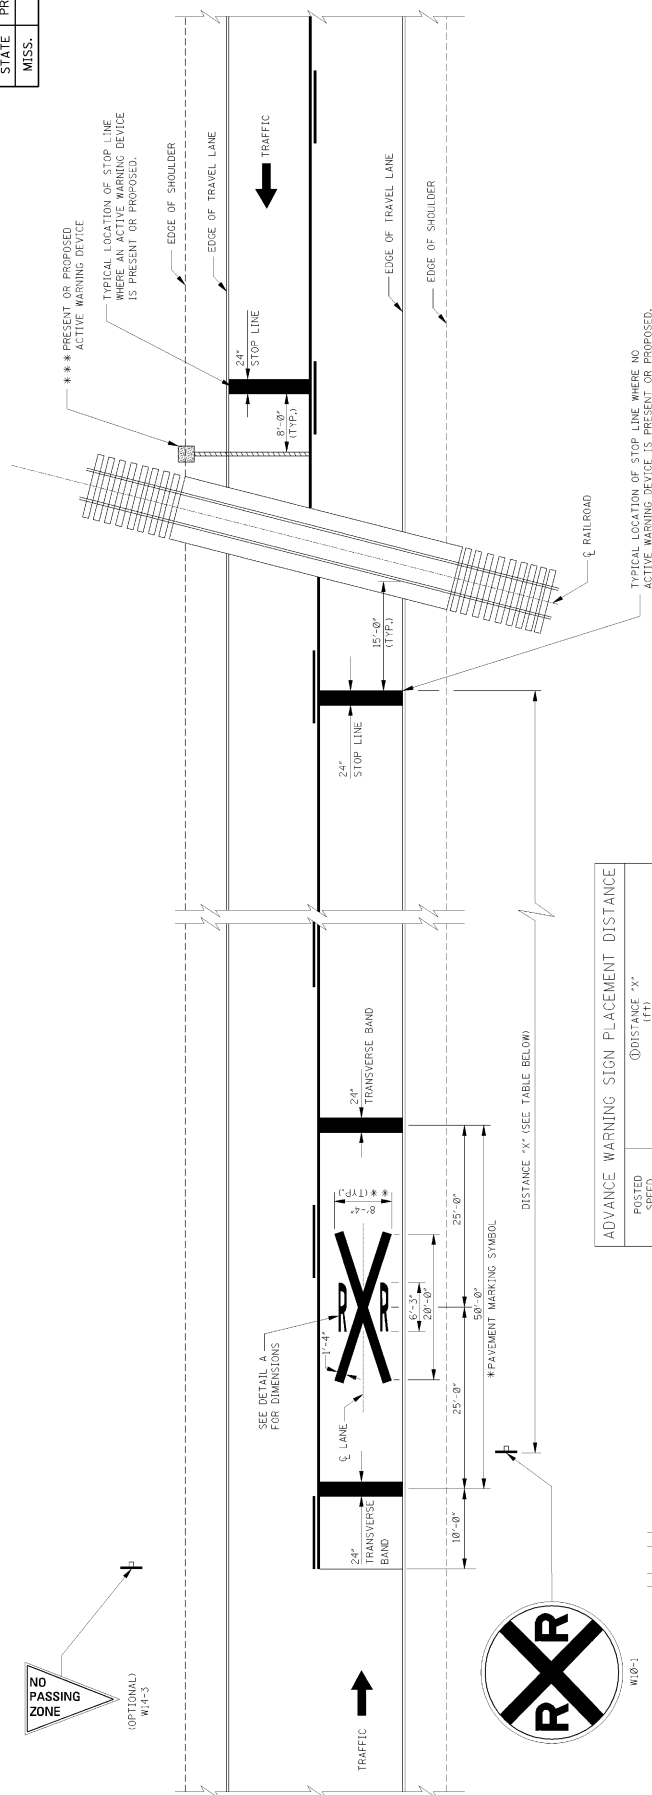 STATE
PR
MISS.
* * * PRESENT OR PROPOSED
ACTIVE WARNING DEVICE
TYPICAL LOCATION OF STOP LINE
WHERE AN ACTIVE WARNING DEVICE
IS PRESENT OR PROPOSED.
EDGE OF SHOULDER
EDGE OF TRAVEL LANE
TRAFFIC
24"
STOP LINE
8'-0"
(TYP.)
EDGE OF TRAVEL LANE
EDGE OF SHOULDER
TYPICAL LOCATION OF STOP LINE WHERE NO
ACTIVE WARNING DEVICE IS PRESENT OR PROPOSED.
℄ RAILROAD
15'-0"
(TYP.)
24"
STOP LINE
DISTANCE "X" (SEE TABLE BELOW)
ADVANCE WARNING SIGN PLACEMENT DISTANCE
POSTED
SPEED
①DISTANCE "X"
(ft)
24"
TRANSVERSE BAND
8'-4"
* * (TYP.)
R R
SEE DETAIL A
FOR DIMENSIONS
1'-4"
℄ LANE
6'-3"
20'-0"
25'-0"
25'-0"
50'-0"
*PAVEMENT MARKING SYMBOL
10'-0"
24"
TRANSVERSE
BAND
NO
PASSING
ZONE
(OPTIONAL)
W14-3
TRAFFIC
R R
W10-1